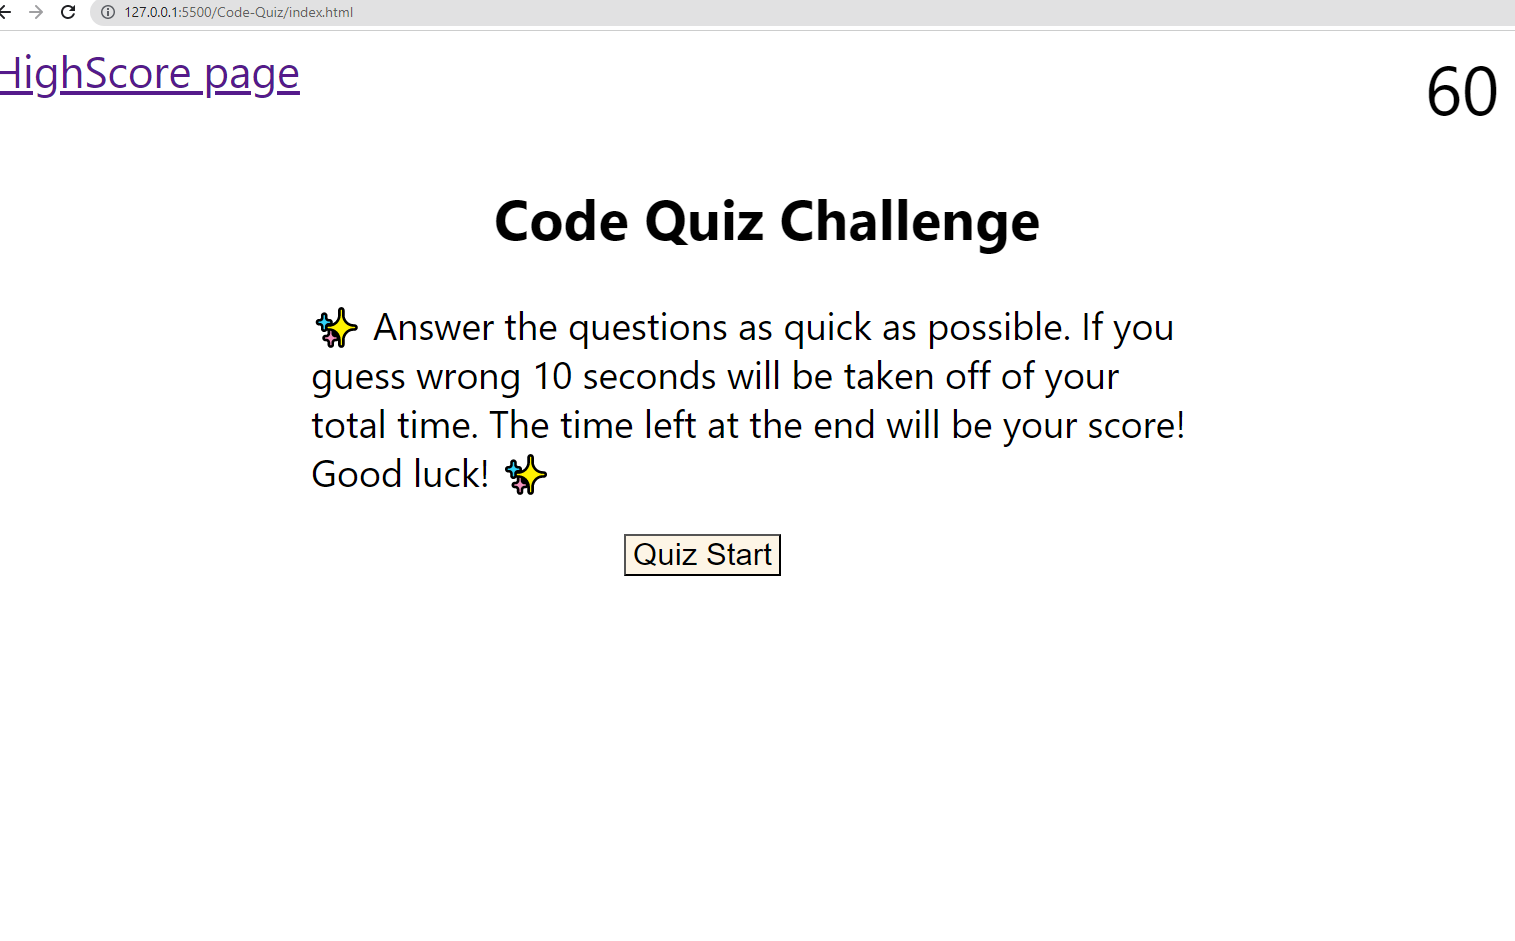 127.0.0.1:5500/Code-Quiz/index.html
HighScore page
60
Code Quiz Challenge
✨ Answer the questions as quick as possible. If you
guess wrong 10 seconds will be taken off of your
total time. The time left at the end will be your score!
Good luck! ✨
Quiz Start